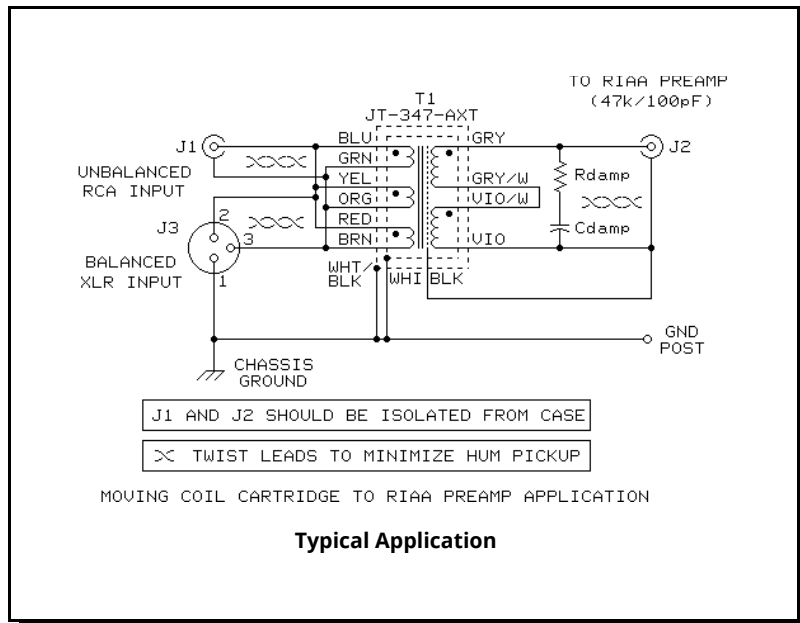 TO RIAA PREAMP
(47k/100pF)
T1
JT-347-AXT
J1
BLU
GRY
J2
GRN
UNBALANCED
RCA INPUT
YEL
GRY/W
Rdamp
ORG
VIO/W
2
RED
J3
3
BRN
VIO
Cdamp
BALANCED
XLR INPUT
1
WHT/
BLK
WHT
BLK
GND
POST
CHASSIS
GROUND
J1 AND J2 SHOULD BE ISOLATED FROM CASE
TWIST LEADS TO MINIMIZE HUM PICKUP
MOVING COIL CARTRIDGE TO RIAA PREAMP APPLICATION
Typical Application